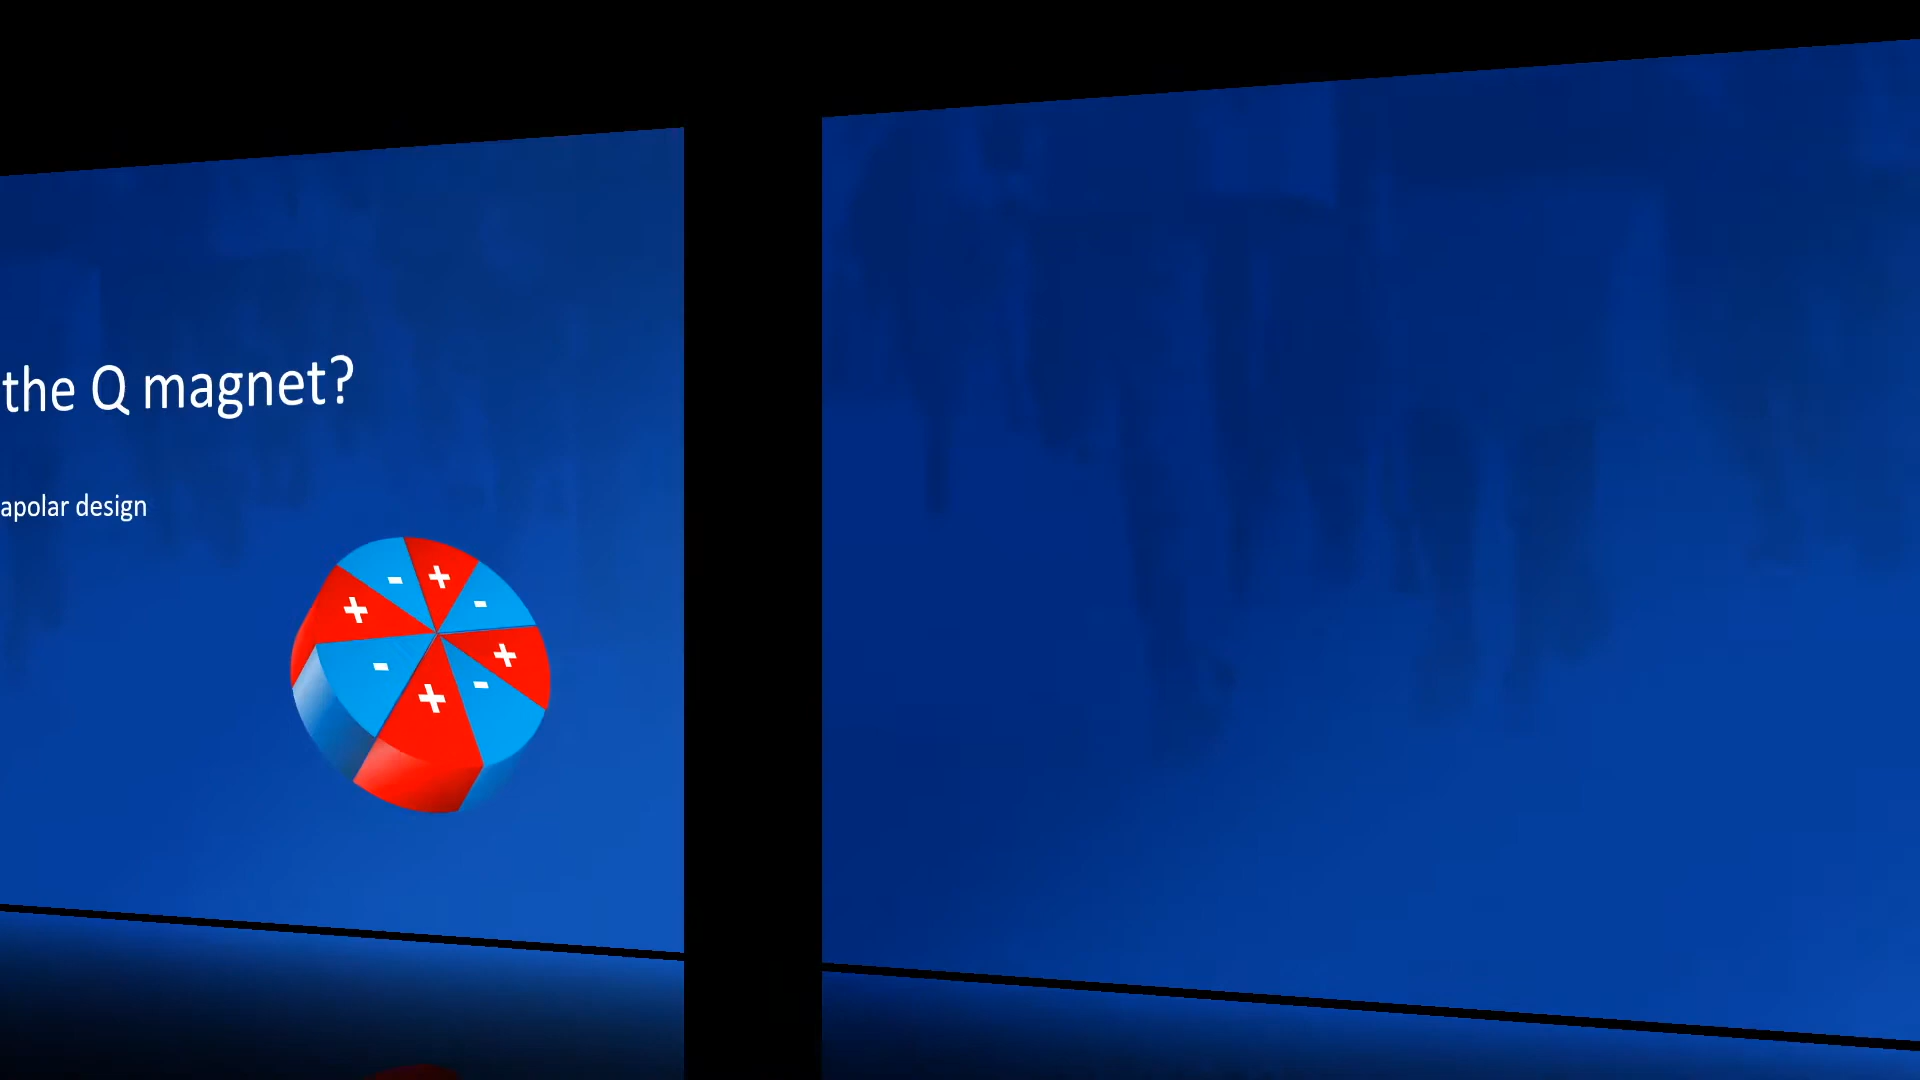 the Q magnet?
apolar design
- +
+ -
+
- -
+